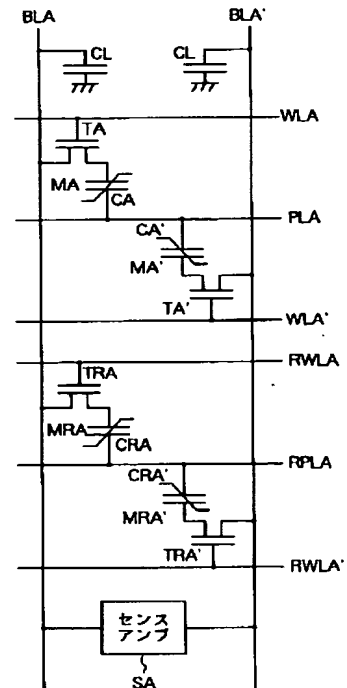 BLA
BLA'
CL
CL
WLA
TA
MA
CA
PLA
CA'
MA'
TA'
WLA'
RWLA
TRA
MRA
CRA
RPLA
CRA'
MRA'
TRA'
RWLA'
センス
アンプ
SA